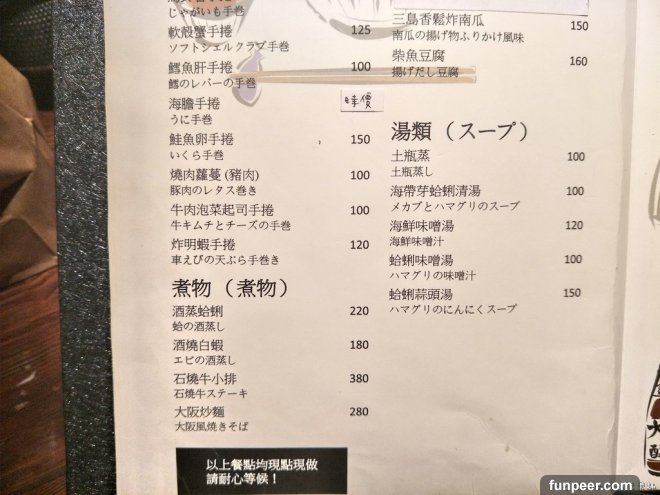 じゃがいも手巻
軟殼蟹手捲 125
ソフトシェルクラブ手巻
鱈魚肝手捲 100
鱈のレバーの手巻
海膽手捲 時價
うに手巻
鮭魚卵手捲 150
いくら手巻
燒肉蘿蔓(豬肉) 100
豚肉のレタス巻き
牛肉泡菜起司手捲 100
牛キムチとチーズの手巻
炸明蝦手捲 120
車えびの天ぷら手巻き
煮物（煮物）
酒蒸蛤蜊 220
蛤の酒蒸し
酒燒白蝦 180
エビの酒蒸し
石燒牛小排 380
石焼牛ステーキ
大阪炒麵 280
大阪風焼きそば
以上餐點均現點現做
請耐心等候！
三島香鬆炸南瓜 150
南瓜の揚げ物ふりかけ風味
柴魚豆腐 160
揚げだし豆腐
湯類（スープ）
土瓶蒸 100
土瓶蒸し
海帶芽蛤蜊清湯 100
メカブとハマグリのスープ
海鮮味噌湯 120
海鮮味噌汁
蛤蜊味噌湯 100
ハマグリの味噌汁
蛤蜊蒜頭湯 150
ハマグリのにんにくスープ
funpeer.com